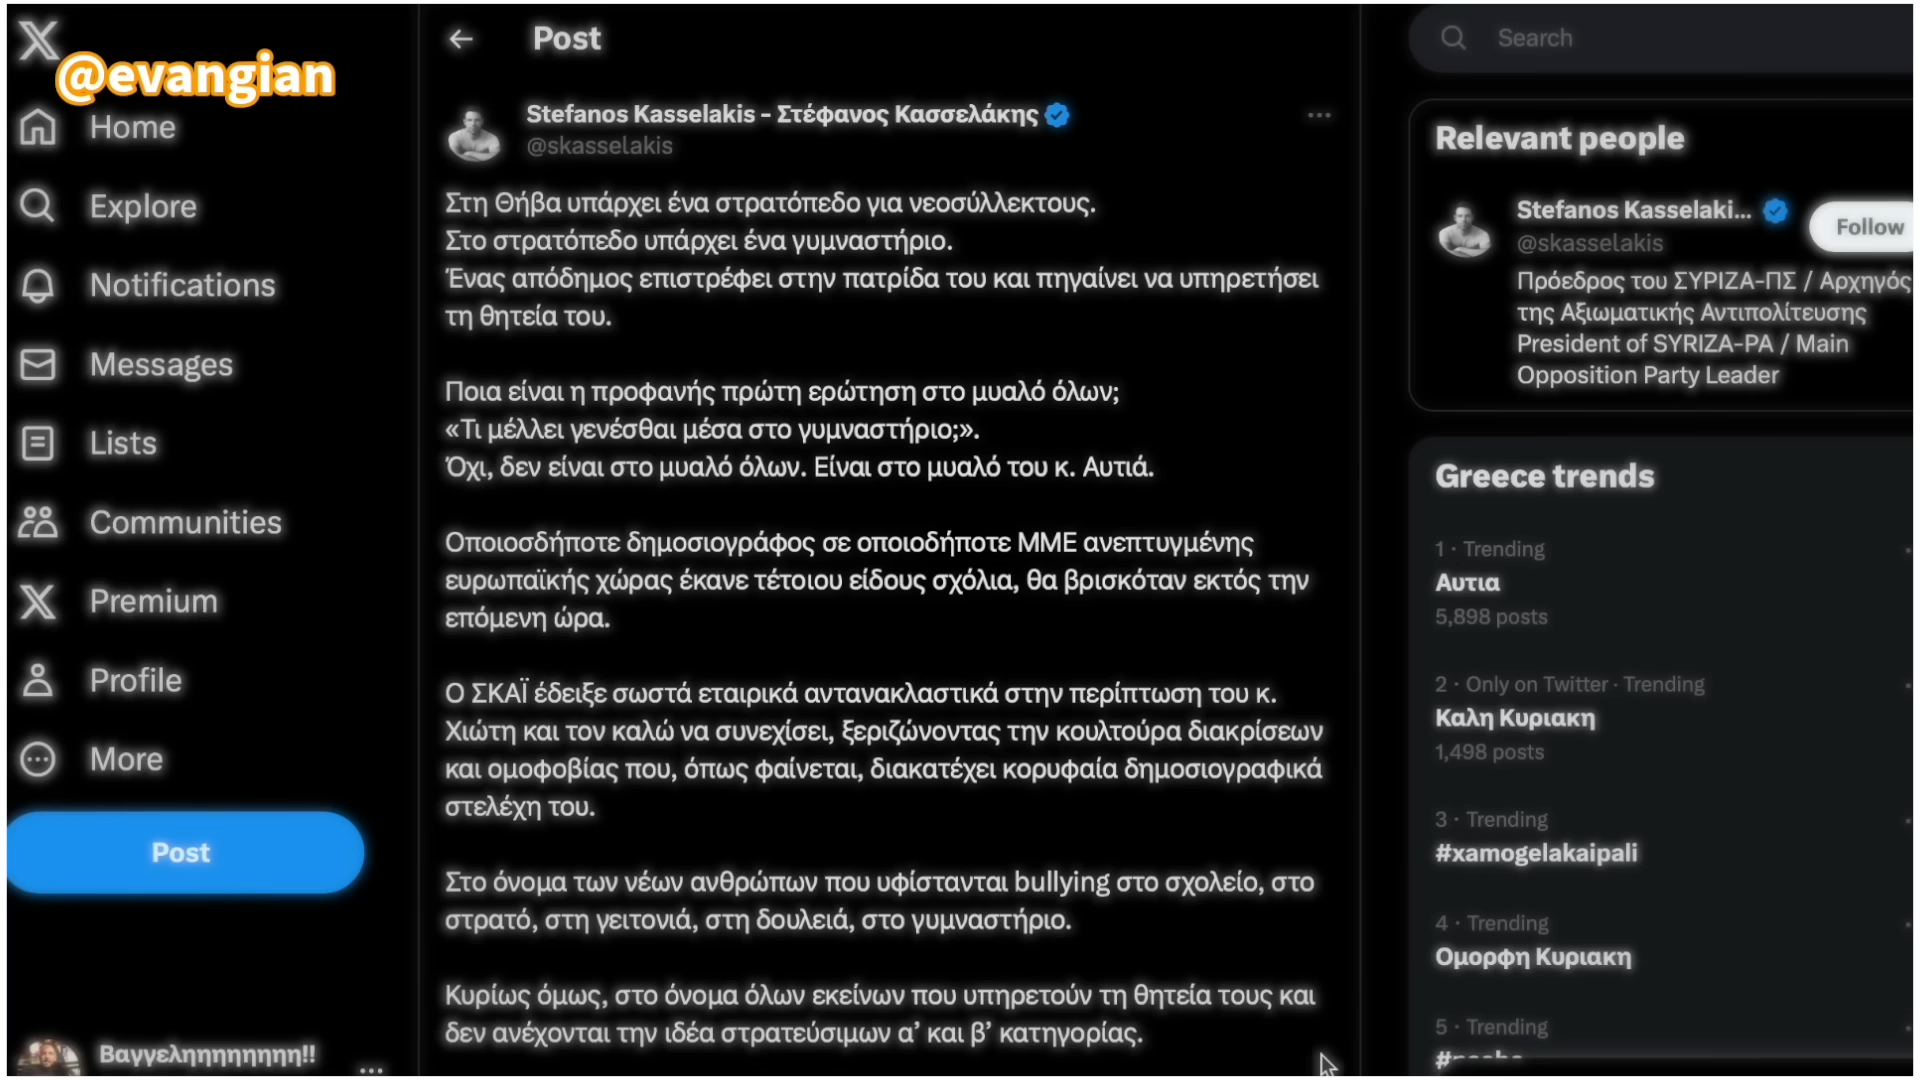 @evangian
Home
Explore
Notifications
Messages
Lists
Communities
Premium
Profile
More
Post
Βαγγεληηηηηηηηη!!
Post
Stefanos Kasselakis - Στέφανος Κασσελάκης
@skasselakis
Στη Θήβα υπάρχει ένα στρατόπεδο για νεοσύλλεκτους.
Στο στρατόπεδο υπάρχει ένα γυμναστήριο.
Ένας απόδημος επιστρέφει στην πατρίδα του και πηγαίνει να υπηρετήσει
τη θητεία του.
Ποια είναι η προφανής πρώτη ερώτηση στο μυαλό όλων;
«Τι μέλλει γενέσθαι μέσα στο γυμναστήριο;».
Όχι, δεν είναι στο μυαλό όλων. Είναι στο μυαλό του κ. Αυτιά.
Οποιοσδήποτε δημοσιογράφος σε οποιοδήποτε ΜΜΕ ανεπτυγμένης
ευρωπαϊκής χώρας έκανε τέτοιου είδους σχόλια, θα βρισκόταν εκτός την
επόμενη ώρα.
Ο ΣΚΑΪ έδειξε σωστά εταιρικά αντανακλαστικά στην περίπτωση του κ.
Χιώτη και τον καλώ να συνεχίσει, ξεριζώνοντας την κουλτούρα διακρίσεων
και ομοφοβίας που, όπως φαίνεται, διακατέχει κορυφαία δημοσιογραφικά
στελέχη του.
Στο όνομα των νέων ανθρώπων που υφίστανται bullying στο σχολείο, στο
στρατό, στη γειτονιά, στη δουλειά, στο γυμναστήριο.
Κυρίως όμως, στο όνομα όλων εκείνων που υπηρετούν τη θητεία τους και
δεν ανέχονται την ιδέα στρατεύσιμων α’ και β’ κατηγορίας.
Search
Relevant people
Stefanos Kasselaki...
@skasselakis
Follow
Πρόεδρος του ΣΥΡΙΖΑ-ΠΣ / Αρχηγός
της Αξιωματικής Αντιπολίτευσης
President of SYRIZA-PA / Main
Opposition Party Leader
Greece trends
1 · Trending
Αυτια
5,898 posts
2 · Only on Twitter · Trending
Καλη Κυριακη
1,498 posts
3 · Trending
#xamogelakaipali
4 · Trending
Ομορφη Κυριακη
5 · Trending